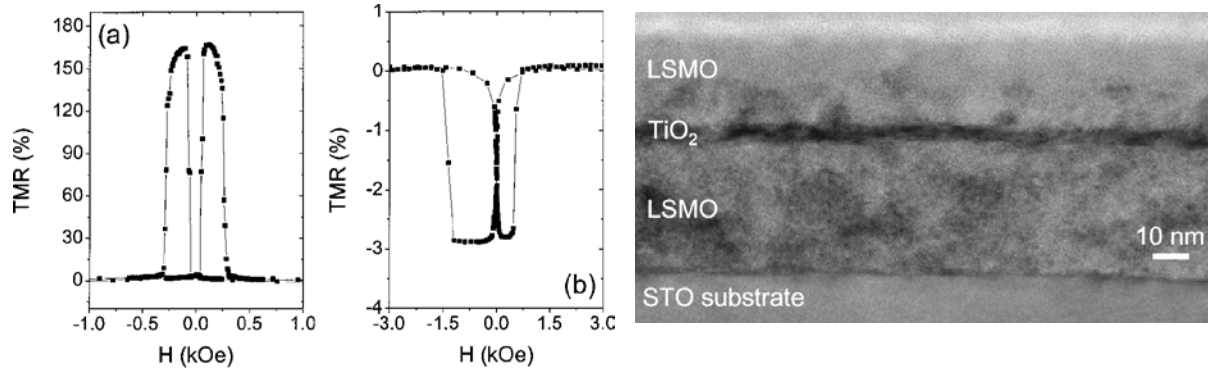 (a)
TMR (%)
190
180
150
120
90
60
30
0
-1.0 -0.5 0.0 0.5 1.0
H (kOe)
(b)
TMR (%)
1
0
-1
-2
-3
-4
-3.0 -1.5 0.0 1.5 3.0
H (kOe)
LSMO
TiO₂
LSMO
10 nm
STO substrate